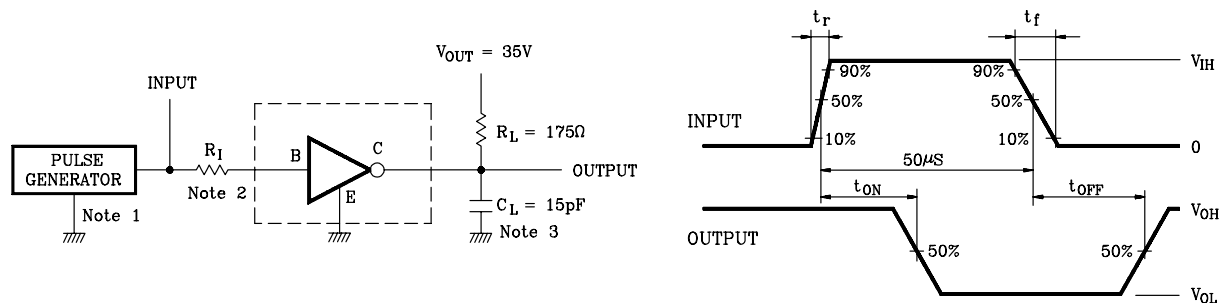 V_OUT = 35V
INPUT
R_L = 175Ω
R_I
B
C
PULSE
GENERATOR
OUTPUT
Note 2
E
Note 1
C_L = 15pF
Note 3
t_r
t_f
90%
90%
V_IH
50%
50%
INPUT
10%
10%
0
50μS
t_ON
t_OFF
V_OH
OUTPUT
50%
50%
V_OL